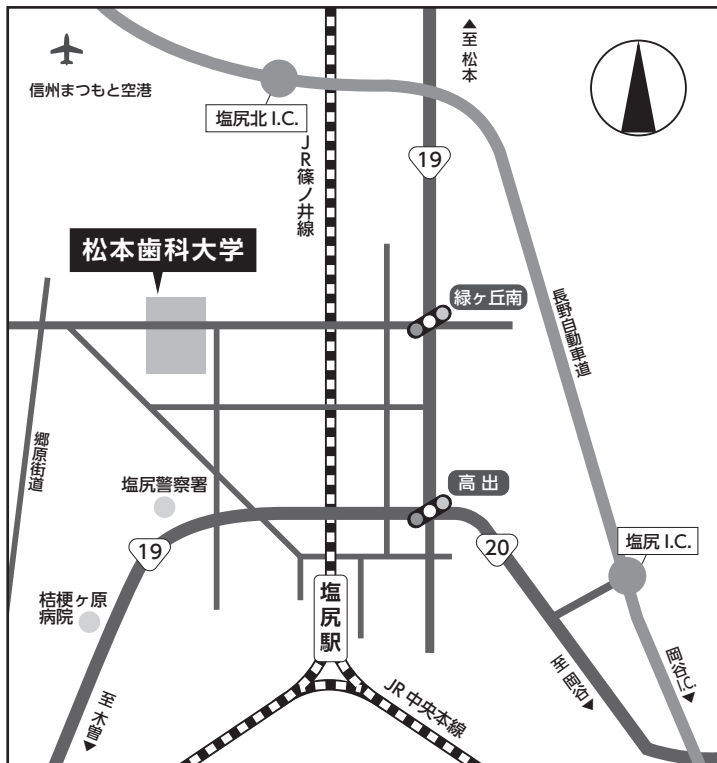 至 松本
信州まつもと空港
塩尻北 I.C.
JR篠ノ井線
19
松本歯科大学
緑ヶ丘南
長野自動車道
郷原街道
塩尻警察署
高出
19
20
塩尻 I.C.
桔梗ヶ原
病院
塩尻駅
至 木曽
JR 中央本線
至 岡谷
岡谷I.C.